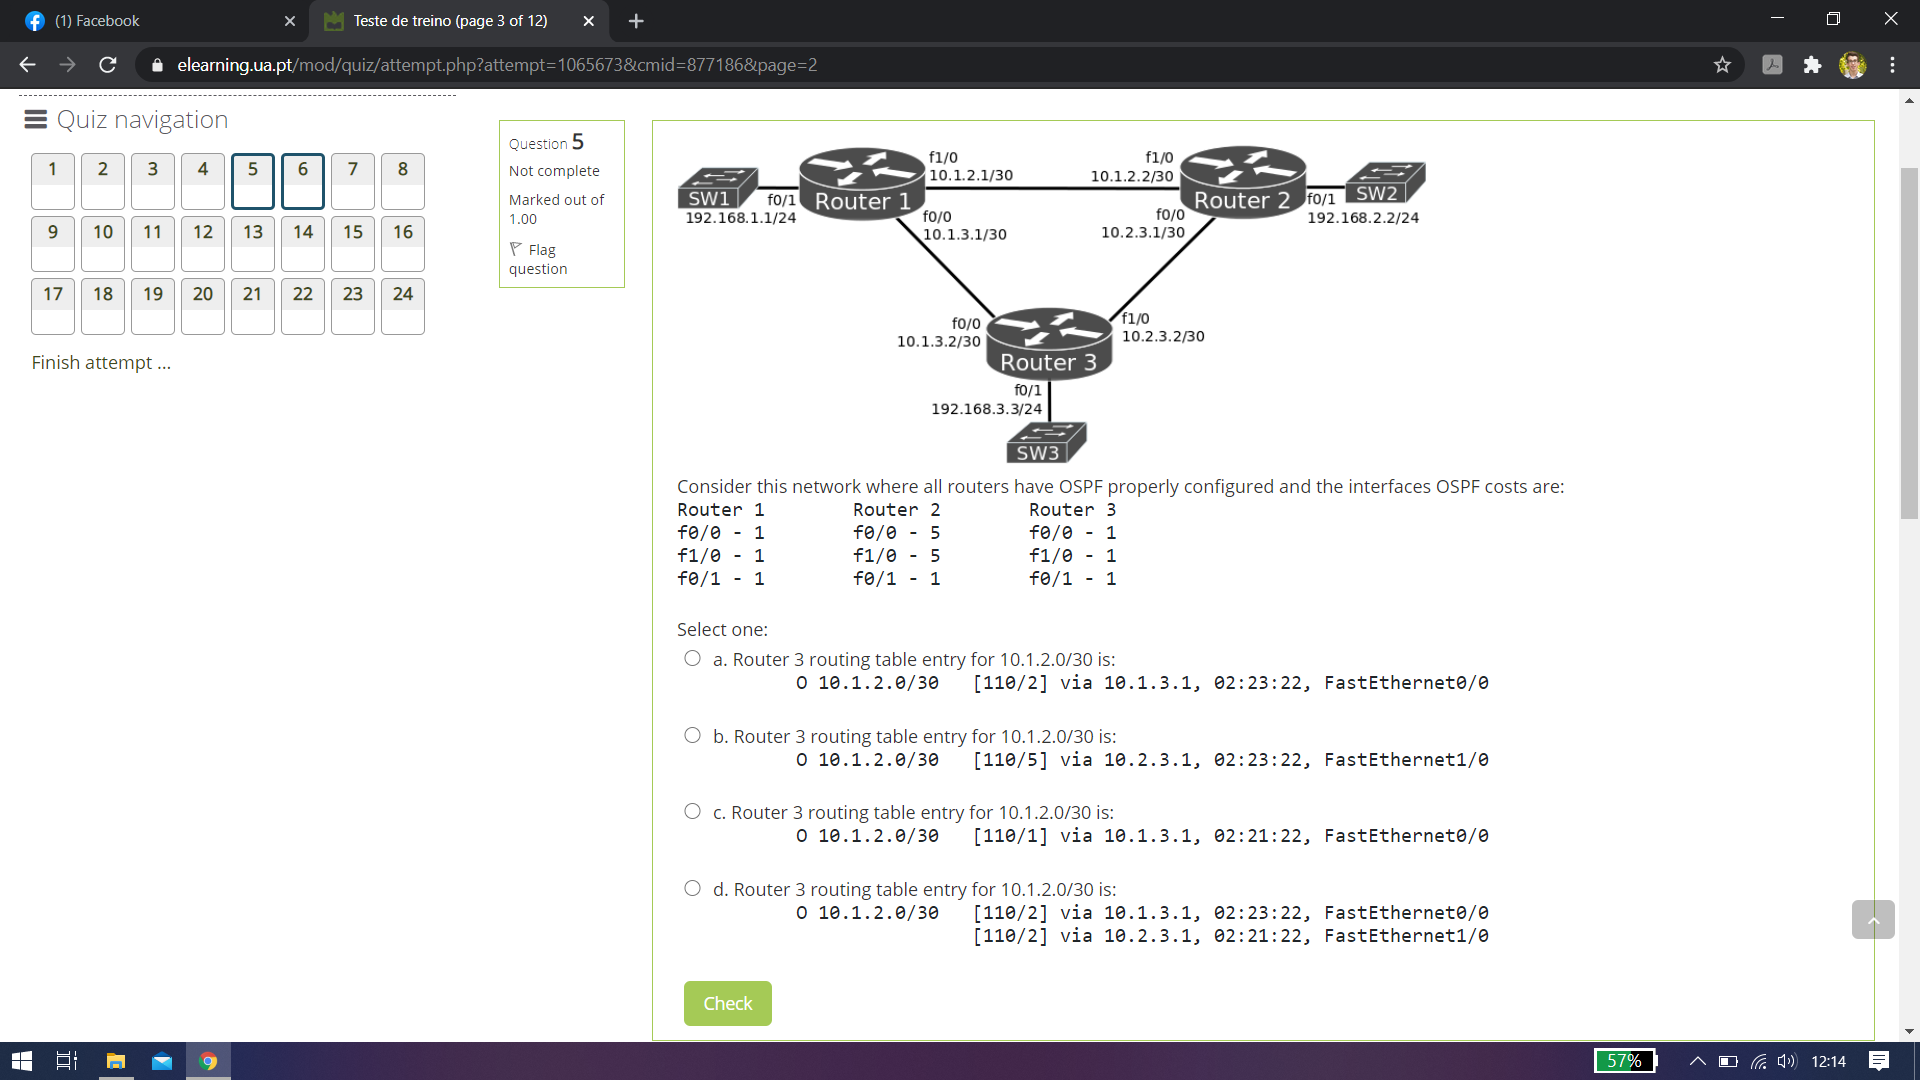 (1) Facebook
Teste de treino (page 3 of 12)
elearning.ua.pt/mod/quiz/attempt.php?attempt=1065673&cmid=877186&page=2
Quiz navigation
1 2 3 4 5 6 7 8
9 10 11 12 13 14 15 16
17 18 19 20 21 22 23 24
Finish attempt ...
Question 5
Not complete
Marked out of
1.00
Flag
question
SW1
192.168.1.1/24
f0/1
Router 1
f1/0
10.1.2.1/30
f0/0
10.1.3.1/30
f1/0
10.1.2.2/30
f0/0
10.2.3.1/30
Router 2
f0/1
192.168.2.2/24
SW2
f0/0
10.1.3.2/30
Router 3
f1/0
10.2.3.2/30
f0/1
192.168.3.3/24
SW3
Consider this network where all routers have OSPF properly configured and the interfaces OSPF costs are:
Router 1 Router 2 Router 3
f0/0 - 1 f0/0 - 5 f0/0 - 1
f1/0 - 1 f1/0 - 5 f1/0 - 1
f0/1 - 1 f0/1 - 1 f0/1 - 1
Select one:
a. Router 3 routing table entry for 10.1.2.0/30 is:
O 10.1.2.0/30 [110/2] via 10.1.3.1, 02:23:22, FastEthernet0/0
b. Router 3 routing table entry for 10.1.2.0/30 is:
O 10.1.2.0/30 [110/5] via 10.2.3.1, 02:23:22, FastEthernet1/0
c. Router 3 routing table entry for 10.1.2.0/30 is:
O 10.1.2.0/30 [110/1] via 10.1.3.1, 02:21:22, FastEthernet0/0
d. Router 3 routing table entry for 10.1.2.0/30 is:
O 10.1.2.0/30 [110/2] via 10.1.3.1, 02:23:22, FastEthernet0/0
[110/2] via 10.2.3.1, 02:21:22, FastEthernet1/0
Check
57%
12:14